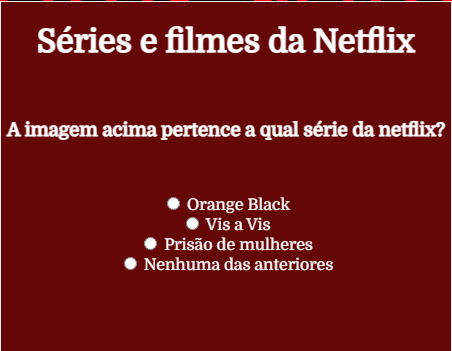 Séries e filmes da Netflix
A imagem acima pertence a qual série da netflix?
Orange Black
Vis a Vis
Prisão de mulheres
Nenhuma das anteriores